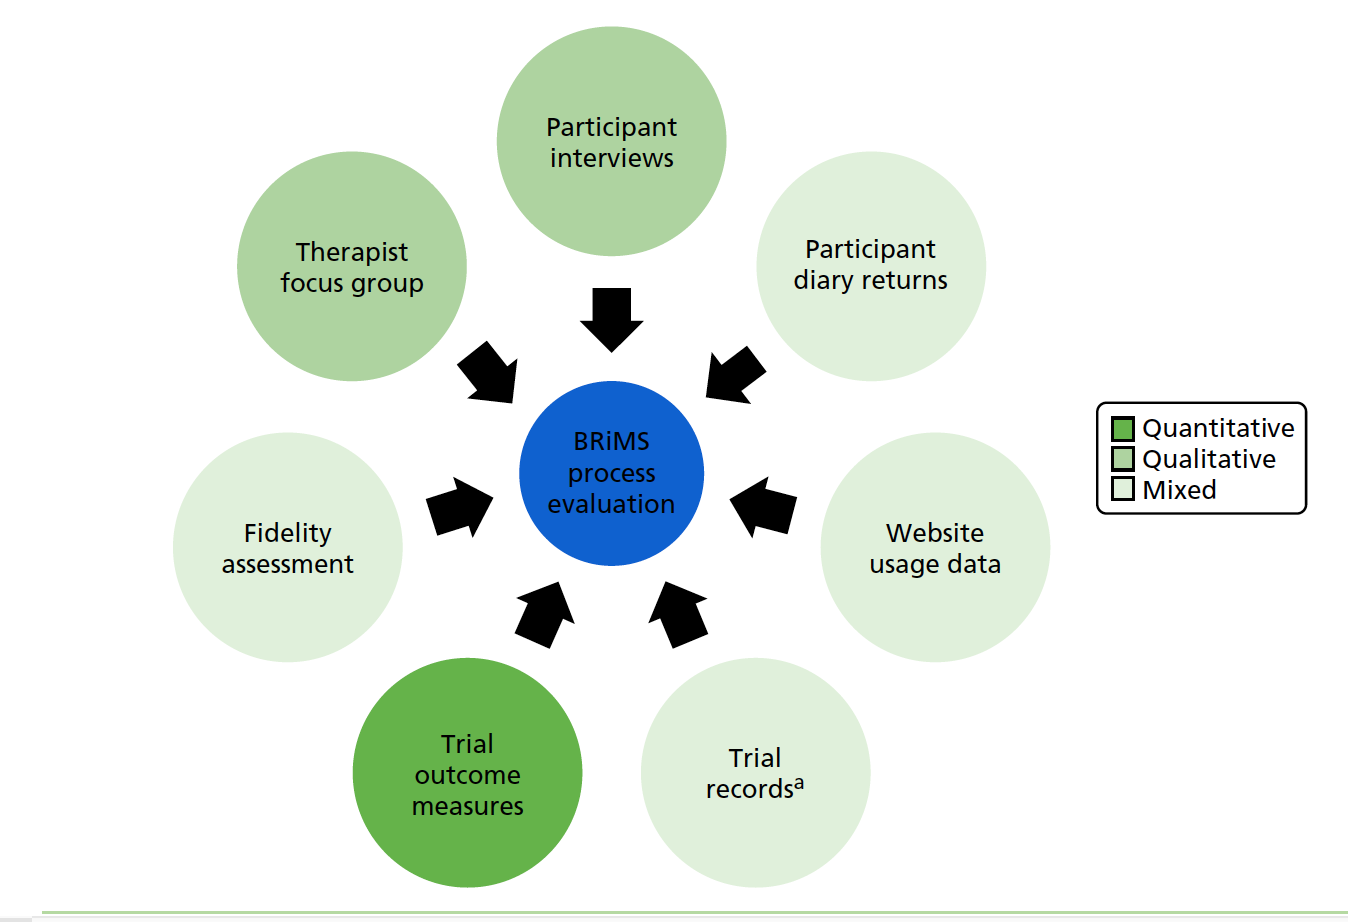 Participant
interviews
Therapist
focus group
Participant
diary returns
BRiMS
process
evaluation
Quantitative
Qualitative
Mixed
Fidelity
assessment
Website
usage data
Trial
outcome
measures
Trial
recordsᵃ